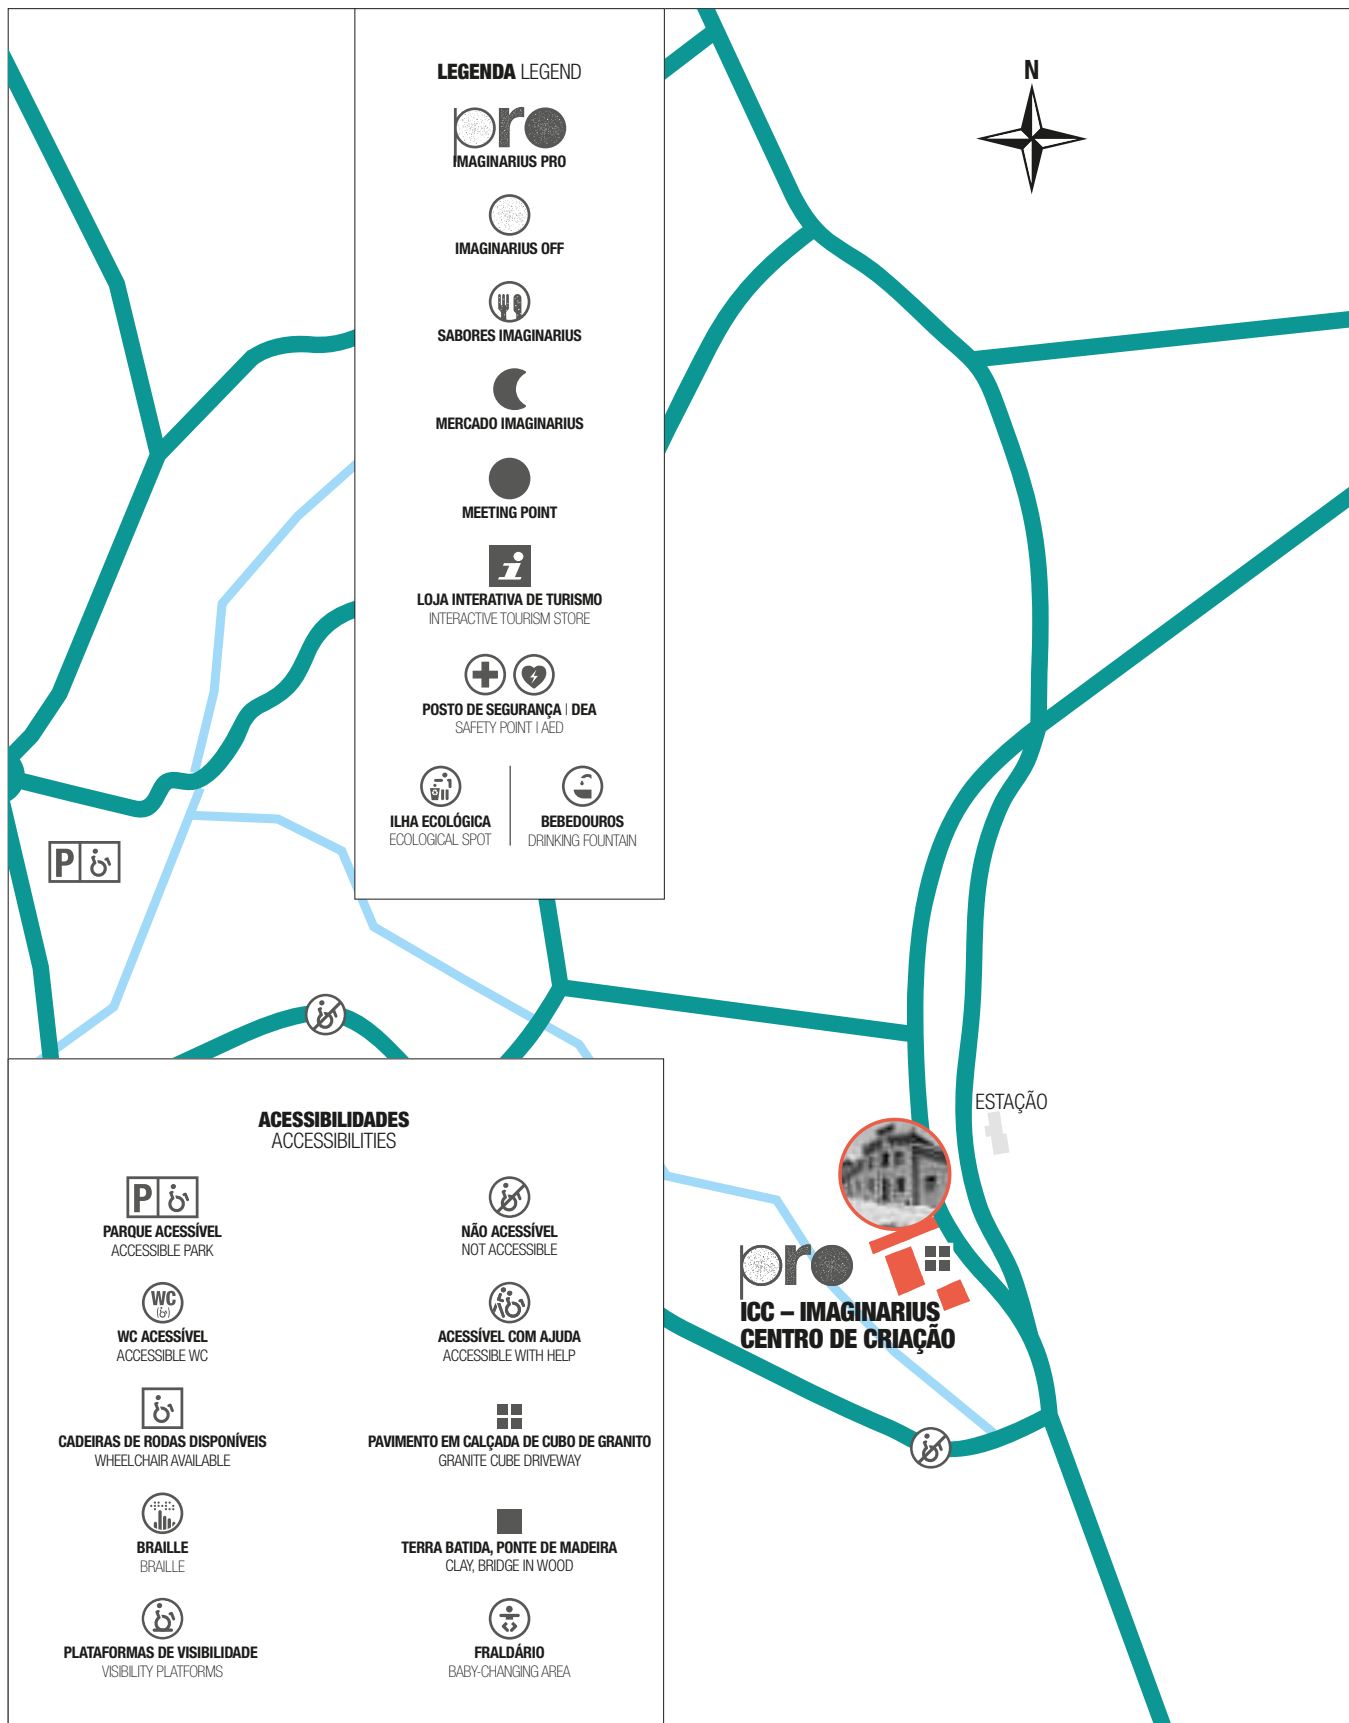 LEGENDA LEGEND
pro
IMAGINARIUS PRO
IMAGINARIUS OFF
SABORES IMAGINARIUS
MERCADO IMAGINARIUS
MEETING POINT
i
LOJA INTERATIVA DE TURISMO
INTERACTIVE TOURISM STORE
POSTO DE SEGURANÇA | DEA
SAFETY POINT | AED
ILHA ECOLÓGICA
ECOLOGICAL SPOT
BEBEDOUROS
DRINKING FOUNTAIN
N
P
ESTAÇÃO
pro
ICC – IMAGINARIUS
CENTRO DE CRIAÇÃO
ACESSIBILIDADES
ACCESSIBILITIES
P
PARQUE ACESSÍVEL
ACCESSIBLE PARK
NÃO ACESSÍVEL
NOT ACCESSIBLE
WC
WC ACESSÍVEL
ACCESSIBLE WC
ACESSÍVEL COM AJUDA
ACCESSIBLE WITH HELP
CADEIRAS DE RODAS DISPONÍVEIS
WHEELCHAIR AVAILABLE
PAVIMENTO EM CALÇADA DE CUBO DE GRANITO
GRANITE CUBE DRIVEWAY
BRAILLE
BRAILLE
TERRA BATIDA, PONTE DE MADEIRA
CLAY, BRIDGE IN WOOD
PLATAFORMAS DE VISIBILIDADE
VISIBILITY PLATFORMS
FRALDÁRIO
BABY-CHANGING AREA